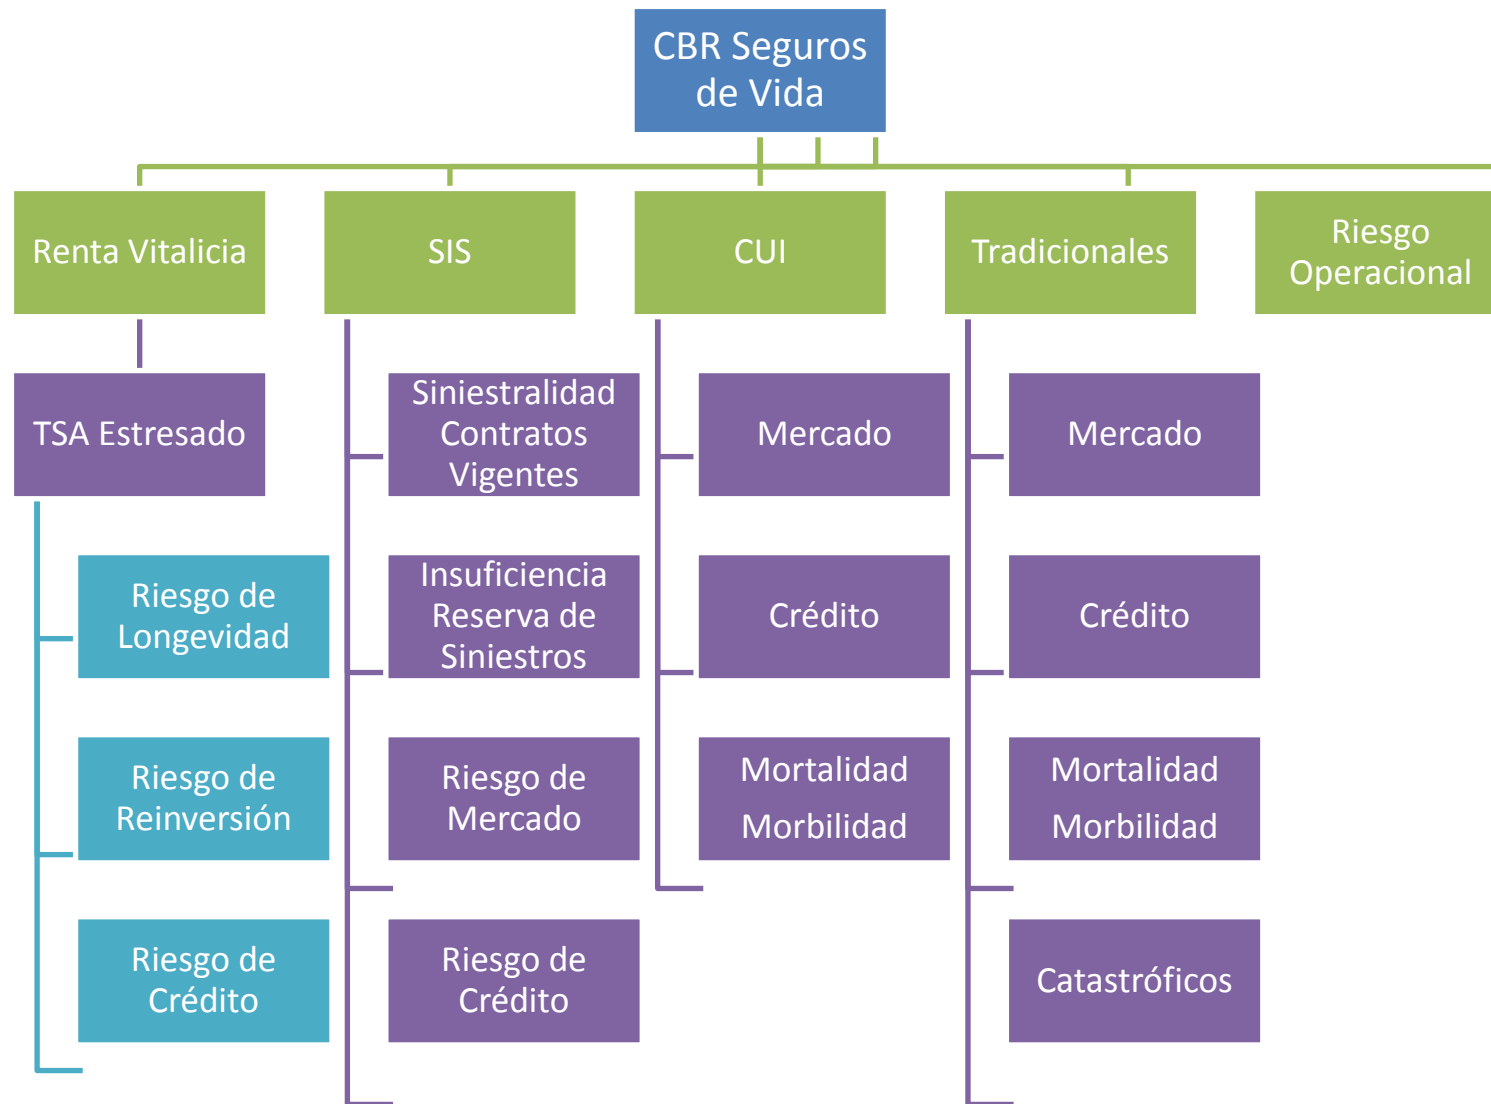 CBR Seguros
de Vida
Renta Vitalicia
SIS
CUI
Tradicionales
Riesgo
Operacional
TSA Estresado
Siniestralidad
Contratos
Vigentes
Mercado
Mercado
Riesgo de
Longevidad
Insuficiencia
Reserva de
Siniestros
Crédito
Crédito
Riesgo de
Reinversión
Riesgo de
Mercado
Mortalidad
Morbilidad
Mortalidad
Morbilidad
Riesgo de
Crédito
Riesgo de
Crédito
Catastróficos